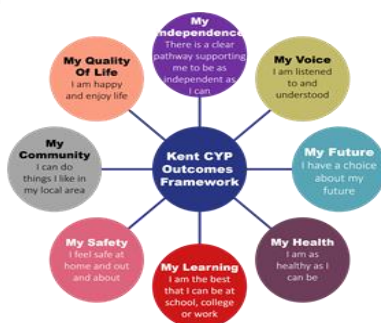 My
Independence
There is a clear
pathway supporting
me to be as
independent as
I can
My Voice
I am listened
to and
understood
My Future
I have a choice
about my
future
My Health
I am as
healthy as I
can be
My Learning
I am the best
that I can be at
school, college
or work
My Safety
I feel safe at
home and out
and about
My
Community
I can do
things I like in
my local area
My Quality
Of Life
I am happy
and enjoy life
Kent CYP
Outcomes
Framework